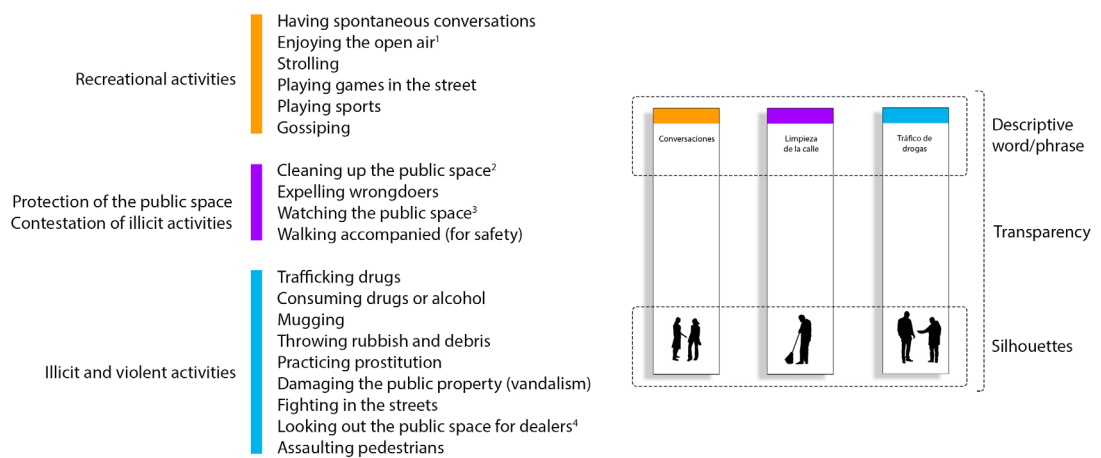 Recreational activities
Having spontaneous conversations
Enjoying the open air¹
Strolling
Playing games in the street
Playing sports
Gossiping
Protection of the public space
Contestation of illicit activities
Cleaning up the public space²
Expelling wrongdoers
Watching the public space³
Walking accompanied (for safety)
Illicit and violent activities
Trafficking drugs
Consuming drugs or alcohol
Mugging
Throwing rubbish and debris
Practicing prostitution
Damaging the public property (vandalism)
Fighting in the streets
Looking out the public space for dealers⁴
Assaulting pedestrians
Conversaciones
Limpieza
de la calle
Tráfico de
drogas
Descriptive
word/phrase
Transparency
Silhouettes